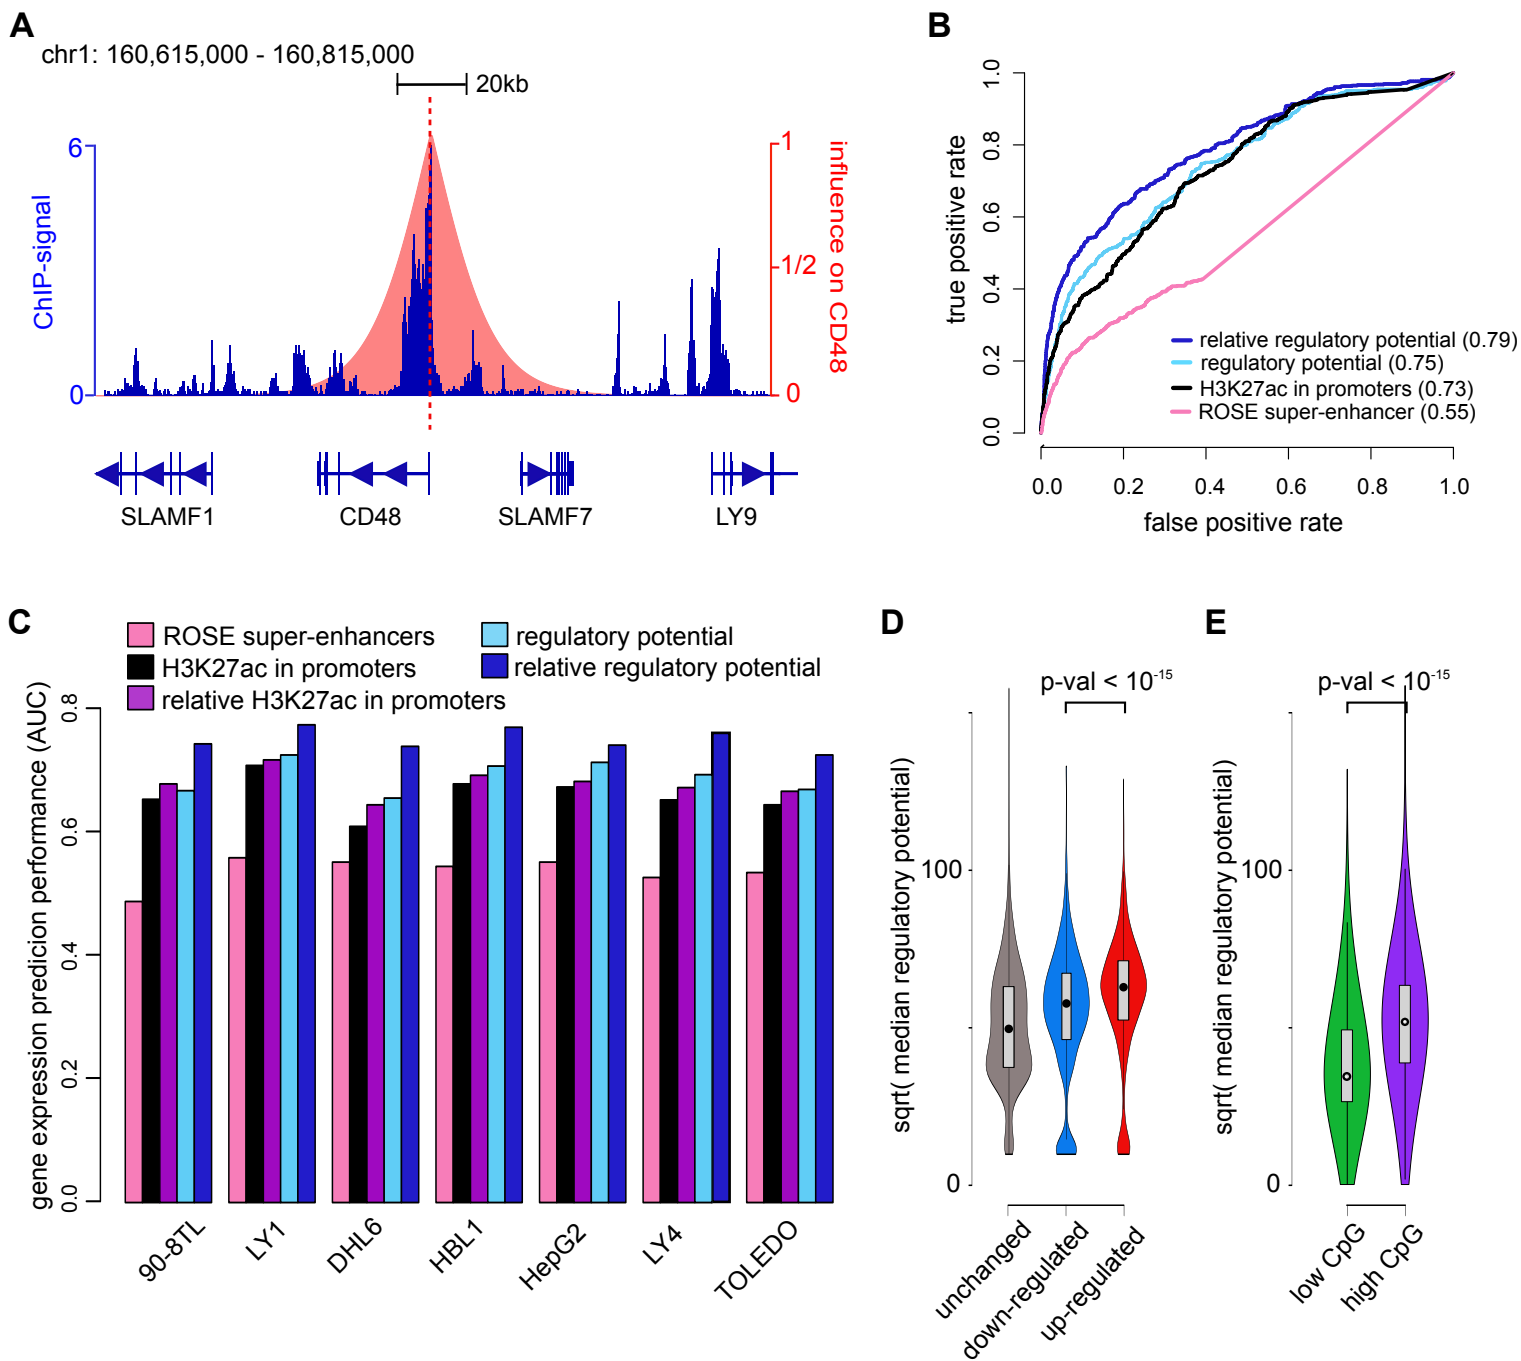 A
chr1: 160,615,000 - 160,815,000
20kb
6
0
ChIP-signal
1
1/2
0
influence on CD48
SLAMF1
CD48
SLAMF7
LY9
B
true positive rate
1.0
0.8
0.6
0.4
0.2
0.0
relative regulatory potential (0.79)
regulatory potential (0.75)
H3K27ac in promoters (0.73)
ROSE super-enhancer (0.55)
0.0 0.2 0.4 0.6 0.8 1.0
false positive rate
C
ROSE super-enhancers
H3K27ac in promoters
relative H3K27ac in promoters
regulatory potential
relative regulatory potential
gene expression predicion performance (AUC)
0.8
0.6
0.4
0.2
0.0
90-8TL
LY1
DHL6
HBL1
HepG2
LY4
TOLEDO
D
p-val < 10-15
sqrt( median regulatory potential)
100
0
unchanged
down-regulated
up-regulated
E
p-val < 10-15
sqrt( median regulatory potential)
100
0
low CpG
high CpG